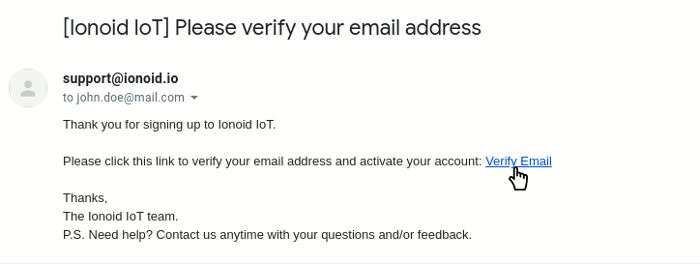 [Ionoid IoT] Please verify your email address
support@ionoid.io
to john.doe@mail.com
Thank you for signing up to Ionoid IoT.
Please click this link to verify your email address and activate your account: Verify Email
Thanks,
The Ionoid IoT team.
P.S. Need help? Contact us anytime with your questions and/or feedback.